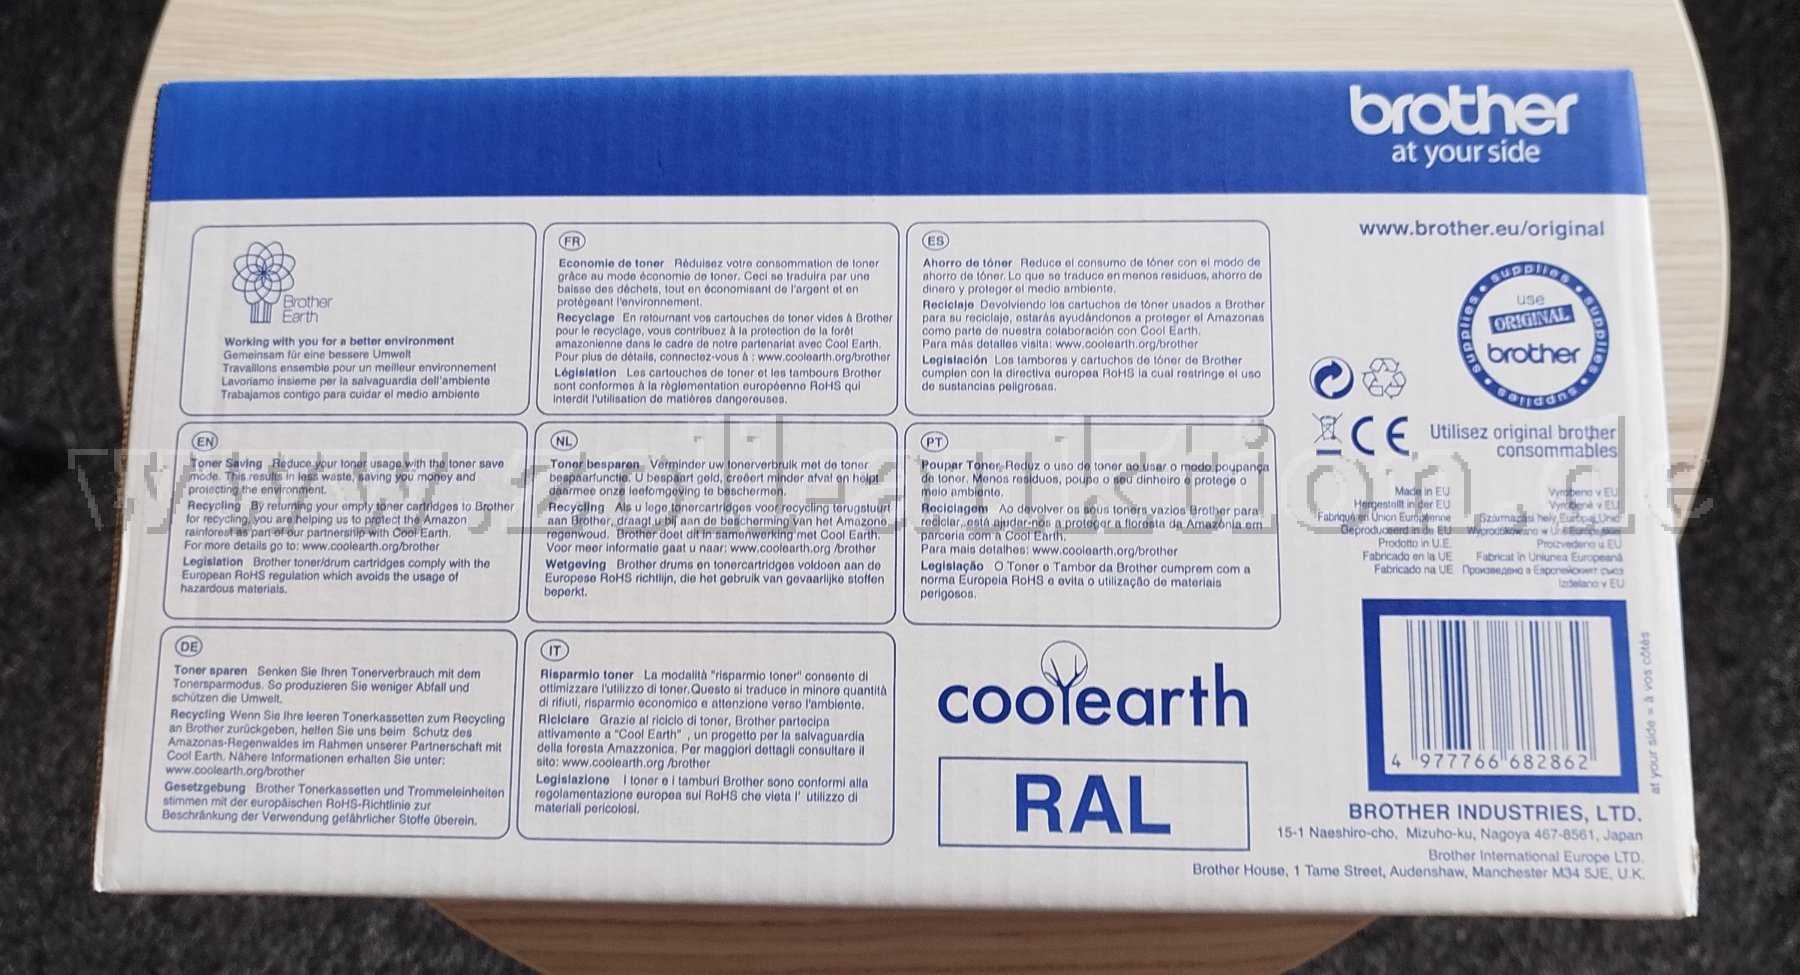 brother
at your side
www.brother.eu/original
Brother
Earth
Working with you for a better environment
Gemeinsam für eine bessere Umwelt
Travaillons ensemble pour un meilleur environnement
Lavoriamo insieme per la salvaguardia dell'ambiente
Trabajamos contigo para cuidar el medio ambiente
FR
Economie de toner Réduisez votre consommation de toner
grâce au mode économie de toner. Ceci se traduira par une
baisse des déchets, tout en économisant de l'argent et en
protégeant l'environnement.
Recyclage En retournant vos cartouches de toner vides à Brother
pour le recyclage, vous contribuez à la protection de la forêt
amazonienne dans le cadre de notre partenariat avec Cool Earth.
Pour plus de détails, connectez-vous à : www.coolearth.org/brother
Législation Les cartouches de toner et les tambours Brother
sont conformes à la règlementation européenne RoHS qui
interdit l'utilisation de matières dangereuses.
ES
Ahorro de tóner Reduce el consumo de tóner con el modo de
ahorro de tóner. Lo que se traduce en menos residuos, ahorro de
dinero y proteger el medio ambiente.
Reciclaje Devolviendo los cartuchos de tóner usados a Brother
para su reciclaje, estarás ayudándonos a proteger el Amazonas
como parte de nuestra colaboración con Cool Earth.
Para más detalles visita: www.coolearth.org/brother
Legislación Los tambores y cartuchos de tóner de Brother
cumplen con la directiva europea RoHS la cual restringe el uso
de sustancias peligrosas.
supplies • supplies • supplies • supplies
use
ORIGINAL
brother
CE
Utilisez original brother
consommables
EN
Toner Saving Reduce your toner usage with the toner save
mode. This results in less waste, saving you money and
protecting the environment.
Recycling By returning your empty toner cartridges to Brother
for recycling, you are helping us to protect the Amazon
rainforest as part of our partnership with Cool Earth.
For more details go to: www.coolearth.org/brother
Legislation Brother toner/drum cartridges comply with the
European RoHS regulation which avoids the usage of
hazardous materials.
NL
Toner besparen Verminder uw tonerverbruik met de toner
bespaarfunctie. U bespaart geld, creëert minder afval en helpt
daarmee onze leefomgeving te beschermen.
Recycling Als u lege tonercartridges voor recycling terugstuurt
aan Brother, draagt u bij aan de bescherming van het Amazone
regenwoud. Brother doet dit in samenwerking met Cool Earth.
Voor meer informatie gaat u naar: www.coolearth.org /brother
Wetgeving Brother drums en tonercartridges voldoen aan de
Europese RoHS richtlijn, die het gebruik van gevaarlijke stoffen
beperkt.
PT
Poupar Toner Reduz o uso de toner ao usar o modo poupança
de toner. Menos residuos, poupa o seu dinheiro e protege o
meio ambiente.
Reciclagem Ao devolver os seus toners vazios Brother para
reciclar, está ajudar-nos a proteger a floresta da Amazónia em
parceria com a Cool Earth.
Para mais detalhes: www.coolearth.org/brother
Legislação O Toner e Tambor da Brother cumprem com a
norma Europeia RoHS e evita o utilização de materiais
perigosos.
Made in EU
Hergestellt in der EU
Fabriqué en Union Européenne
Geproduceerd in de EU
Prodotto in U.E.
Fabricado en la UE
Fabricado na UE
Vyrobeno v EU
Vyrobené v EU
Származási hely Európai Unió
Proizvedeno u EU
Fabricat în Uniunea Europeană
Произведено в Европейският съюз
Izdelano v EU
DE
Toner sparen Senken Sie Ihren Tonerverbrauch mit dem
Tonersparmodus. So produzieren Sie weniger Abfall und
schützen die Umwelt.
Recycling Wenn Sie Ihre leeren Tonerkassetten zum Recycling
an Brother zurückgeben, helfen Sie uns beim Schutz des
Amazonas-Regenwaldes im Rahmen unserer Partnerschaft mit
Cool Earth. Nähere Informationen erhalten Sie unter:
www.coolearth.org/brother
Gesetzgebung Brother Tonerkassetten und Trommeleinheiten
stimmen mit der europäischen RoHS-Richtlinie zur
Beschränkung der Verwendung gefährlicher Stoffe überein.
IT
Risparmio toner La modalità "risparmio toner" consente di
ottimizzare l'utilizzo di toner. Questo si traduce in minore quantità
di rifiuti, risparmio economico e attenzione verso l'ambiente.
Riciclare Grazie al riciclo di toner, Brother partecipa
attivamente a "Cool Earth" , un progetto per la salvaguardia
della foresta Amazzonica. Per maggiori dettagli consultare il
sito: www.coolearth.org /brother
Legislazione I toner e i tamburi Brother sono conformi alla
regolamentazione europea sui RoHS che vieta l' utilizzo di
materiali pericolosi.
coolearth
RAL
4 977766 682862
at your side = à vos côtés
BROTHER INDUSTRIES, LTD.
15-1 Naeshiro-cho, Mizuho-ku, Nagoya 467-8561, Japan
Brother International Europe LTD.
Brother House, 1 Tame Street, Audenshaw, Manchester M34 5JE, U.K.
www.zoll-auktion.de